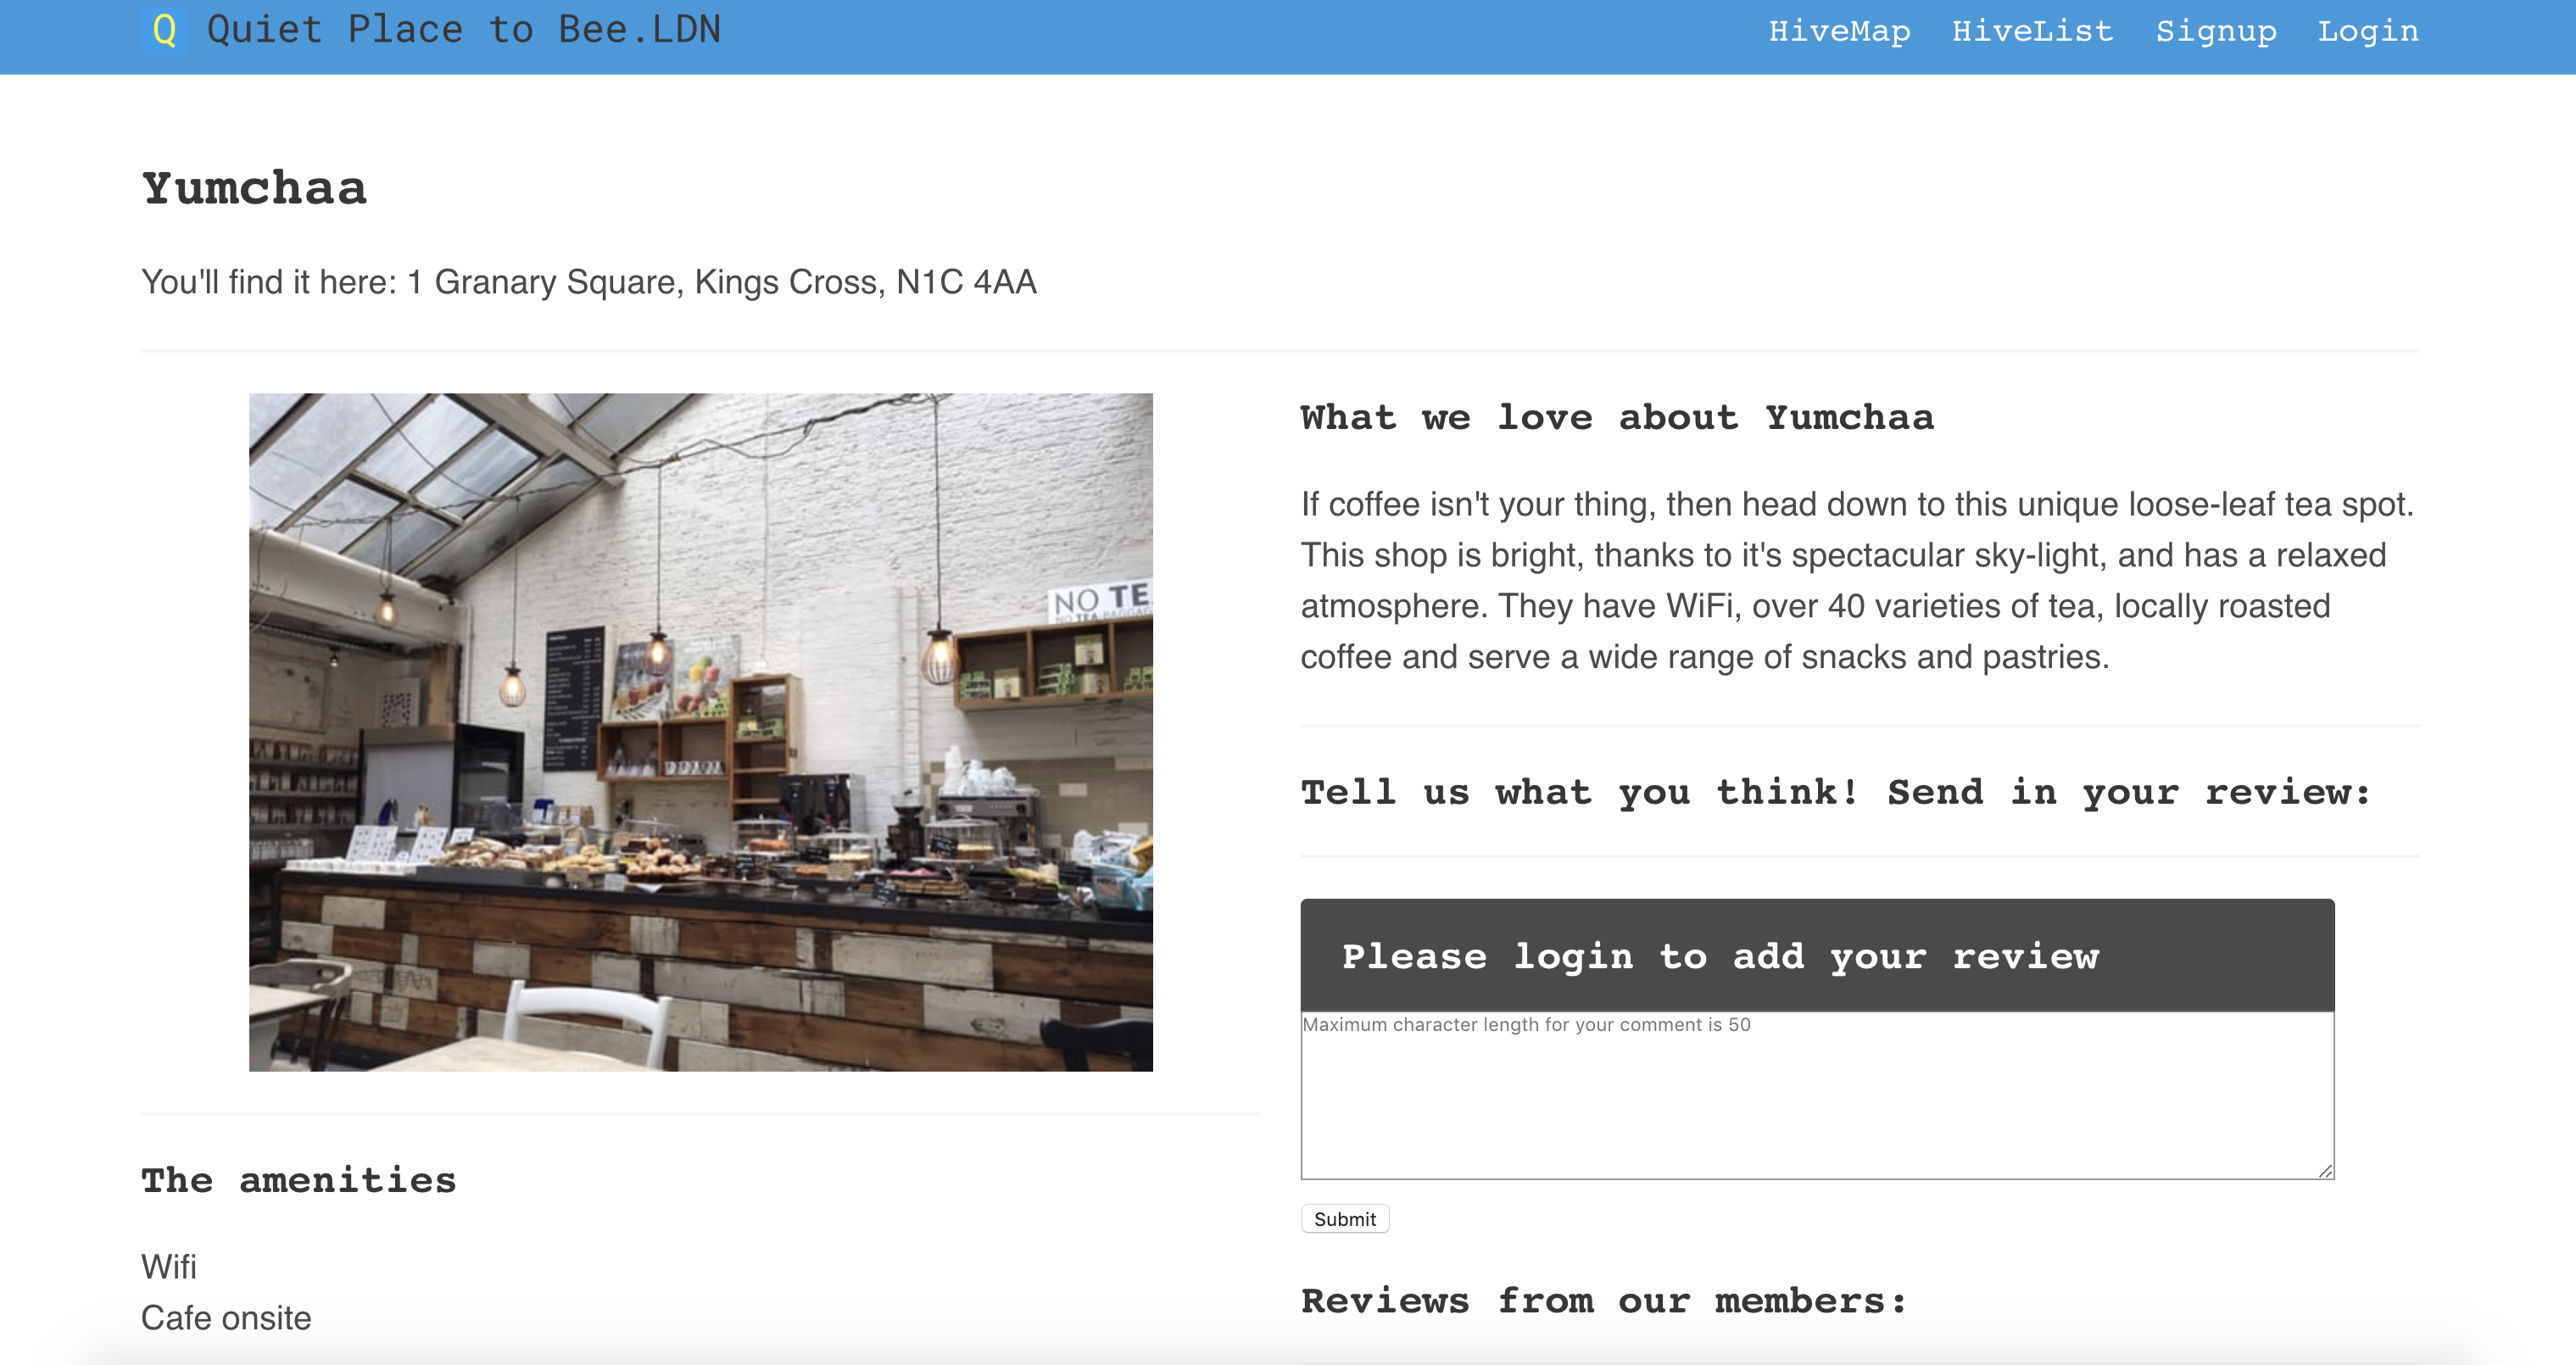 Q Quiet Place to Bee.LDN
HiveMap HiveList Signup Login
Yumchaa
You'll find it here: 1 Granary Square, Kings Cross, N1C 4AA
NO TE
NO TEA BAGGAG
The amenities
Wifi
Cafe onsite
What we love about Yumchaa
If coffee isn't your thing, then head down to this unique loose-leaf tea spot.
This shop is bright, thanks to it's spectacular sky-light, and has a relaxed
atmosphere. They have WiFi, over 40 varieties of tea, locally roasted
coffee and serve a wide range of snacks and pastries.
Tell us what you think! Send in your review:
Please login to add your review
Maximum character length for your comment is 50
Submit
Reviews from our members: